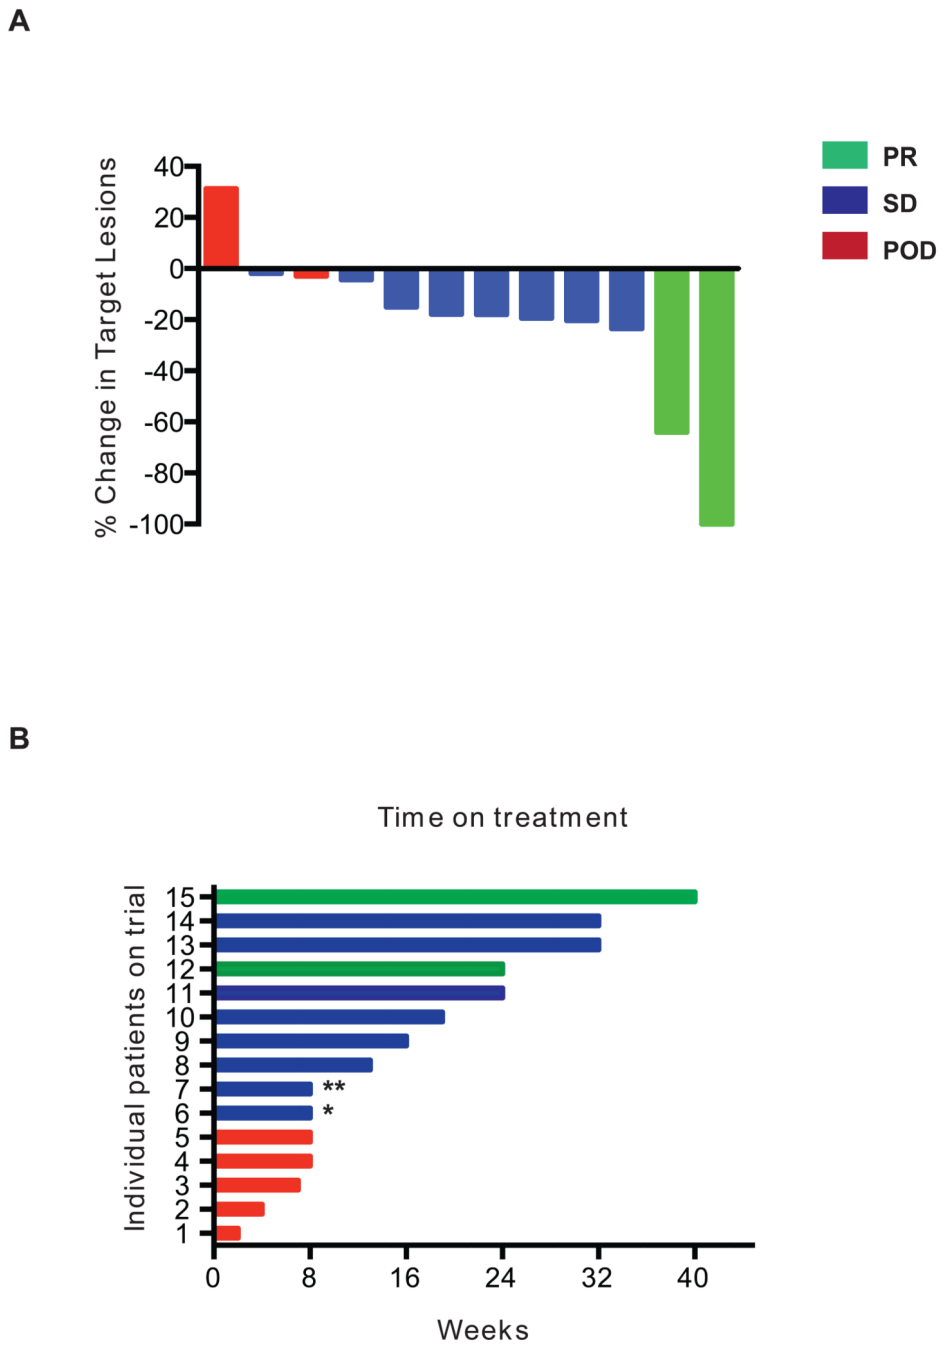 A
% Change in Target Lesions
40
20
0
-20
-40
-60
-80
-100
PR
SD
POD
B
Time on treatment
Individual patients on trial
15
14
13
12
11
10
9
8
7 **
6 *
5
4
3
2
1
0 8 16 24 32 40
Weeks